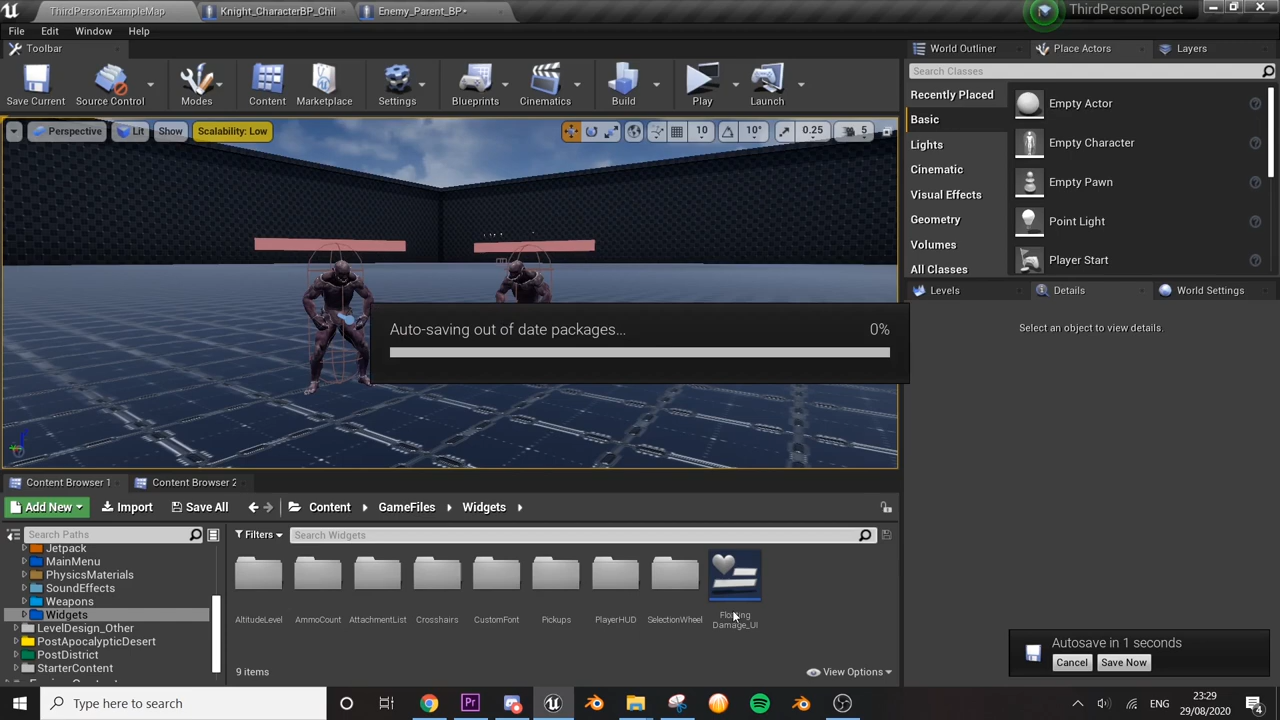 ThirdPersonExampleMap
Knight_CharacterBP_Chil
Enemy_Parent_BP•
ThirdPersonProject
File Edit Window Help
Toolbar
World Outliner
Place Actors
Layers
Save Current
Source Control
Modes
Content
Marketplace
Settings
Blueprints
Cinematics
Build
Play
Launch
Search Classes
Recently Placed
Basic
Lights
Cinematic
Visual Effects
Geometry
Volumes
All Classes
Empty Actor
Empty Character
Empty Pawn
Point Light
Player Start
Perspective
Lit
Show
Scalability: Low
10
10°
0.25
5
Levels
Details
World Settings
Select an object to view details.
Auto-saving out of date packages...
0%
Content Browser 1
Content Browser 2
Add New
Import
Save All
Content
GameFiles
Widgets
Search Paths
Filters
Search Widgets
Jetpack
MainMenu
PhysicsMaterials
SoundEffects
Weapons
Widgets
LevelDesign_Other
PostApocalypticDesert
PostDistrict
StarterContent
AltitudeLevel
AmmoCount
AttachmentList
Crosshairs
CustomFont
Pickups
PlayerHUD
SelectionWheel
Damage_UI
9 items
View Options
Autosave in 1 seconds
Cancel
Save Now
Type here to search
Pr
ENG
23:29
29/08/2020